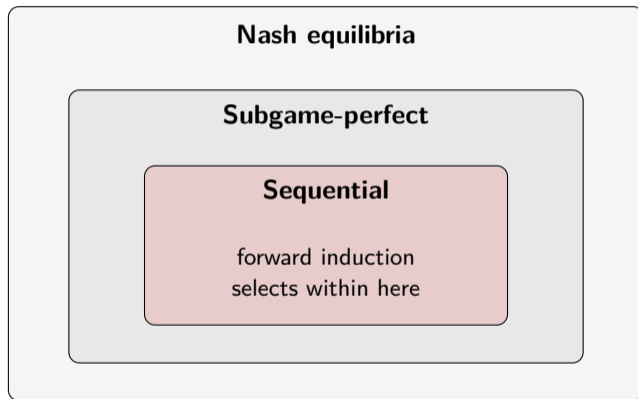 Nash equilibria
Subgame-perfect
Sequential
forward induction
selects within here